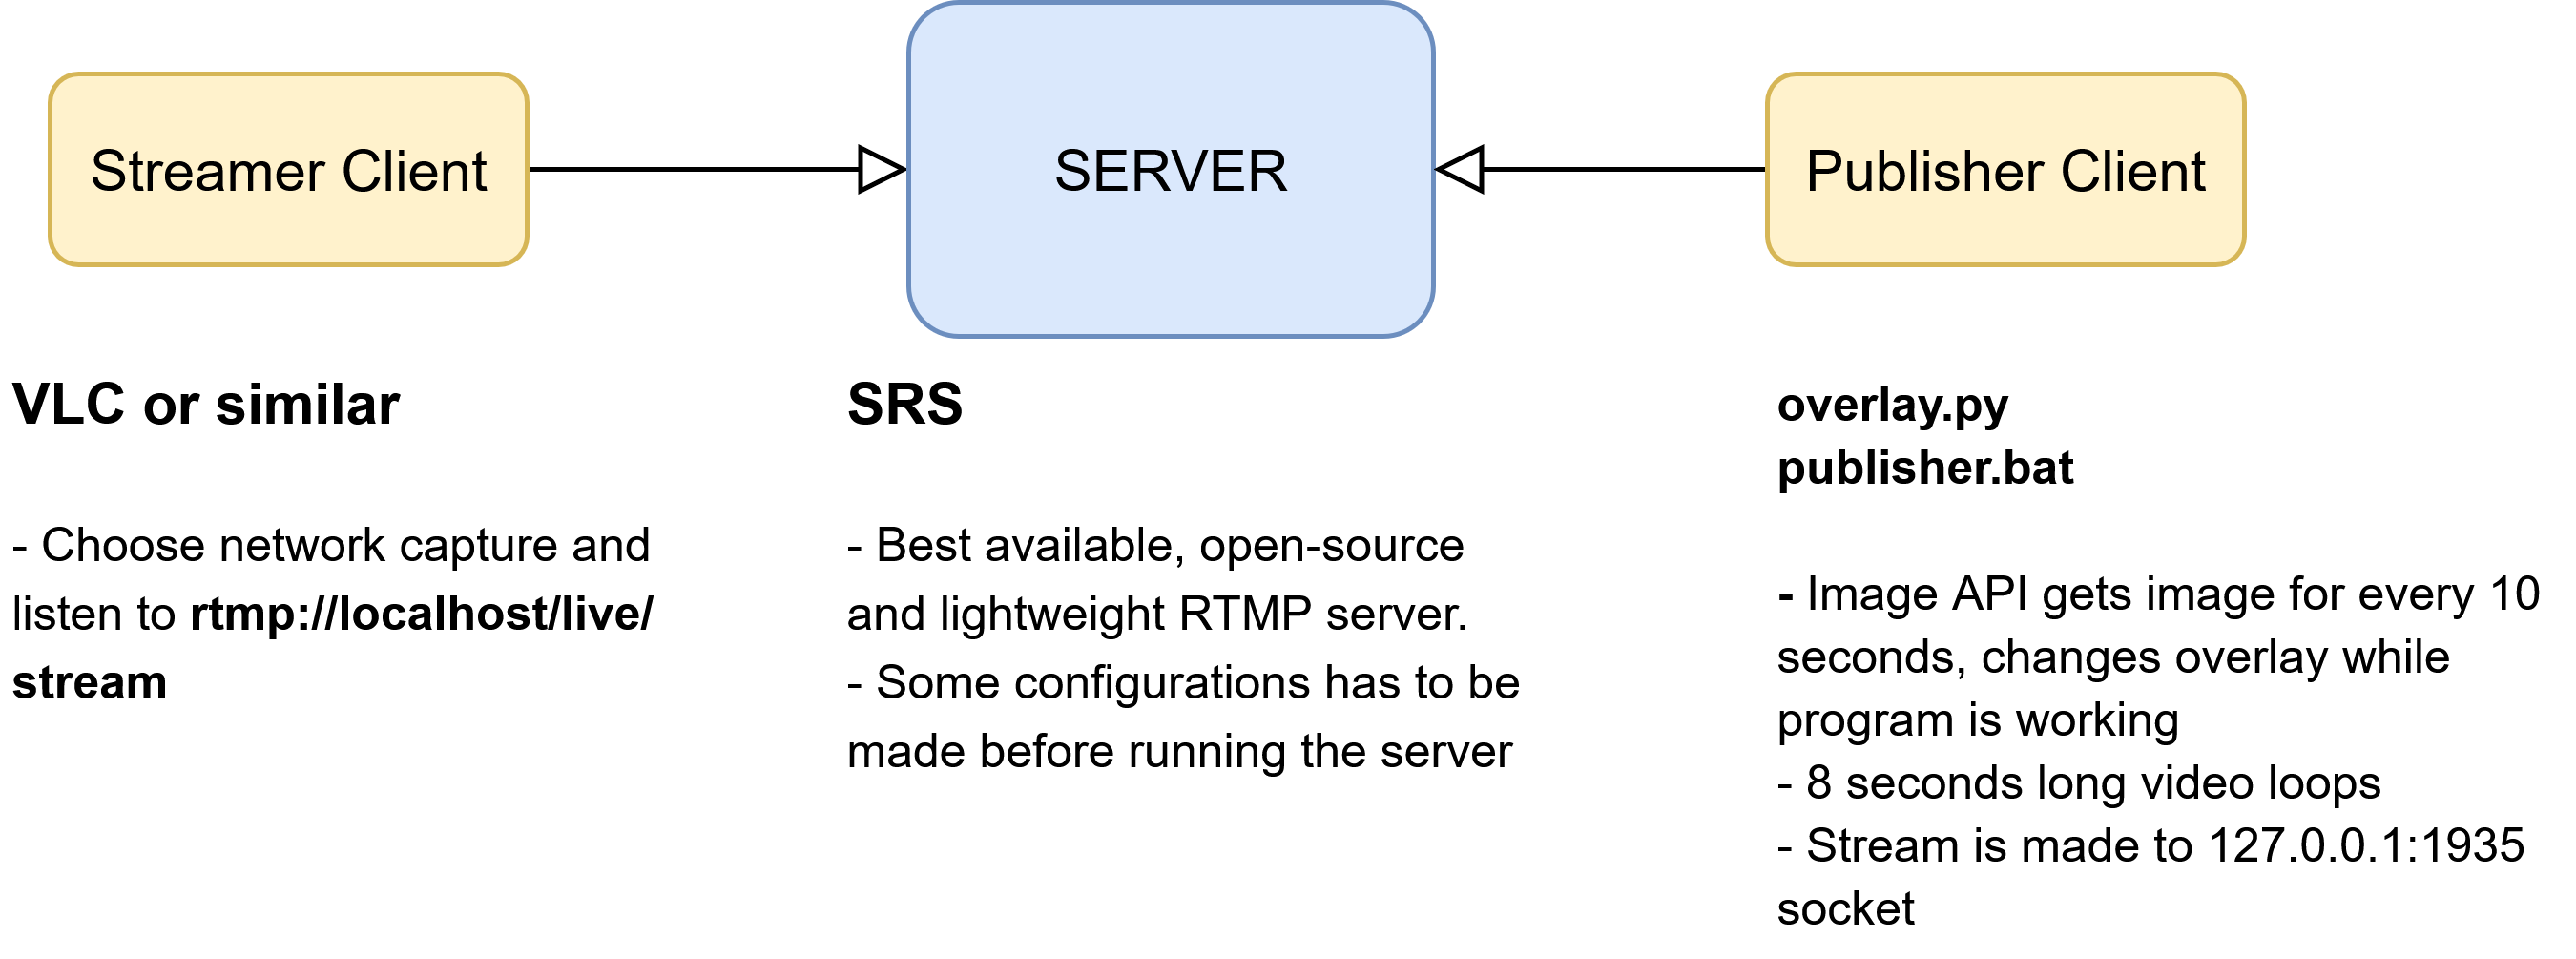 Streamer Client
SERVER
Publisher Client
VLC or similar
- Choose network capture and
listen to rtmp://localhost/live/
stream
SRS
- Best available, open-source
and lightweight RTMP server.
- Some configurations has to be
made before running the server
overlay.py
publisher.bat
- Image API gets image for every 10
seconds, changes overlay while
program is working
- 8 seconds long video loops
- Stream is made to 127.0.0.1:1935
socket